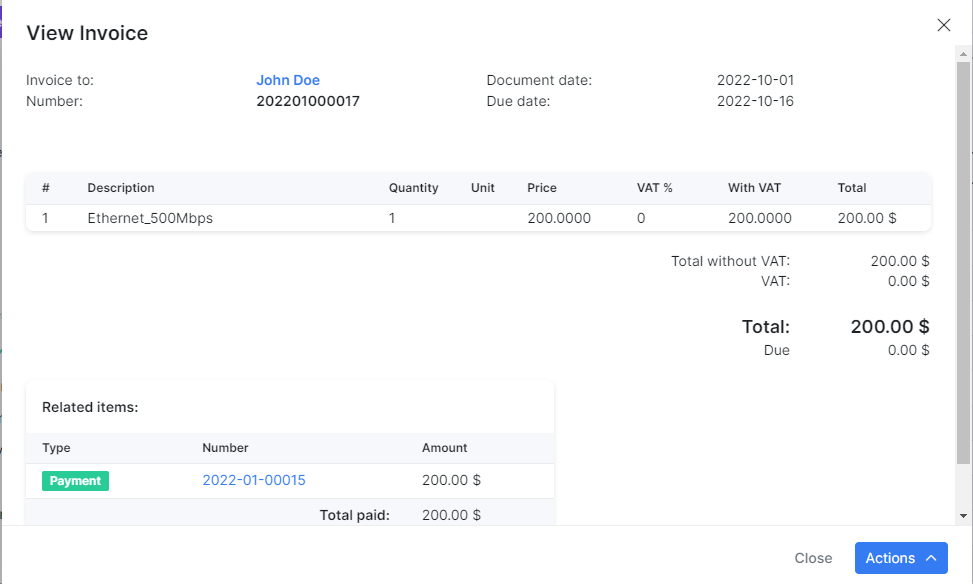 View Invoice
Invoice to: John Doe Document date: 2022-10-01
Number: 202201000017 Due date: 2022-10-16
# Description Quantity Unit Price VAT % With VAT Total
1 Ethernet_500Mbps 1 200.0000 0 200.0000 200.00 $
Total without VAT: 200.00 $
VAT: 0.00 $
Total: 200.00 $
Due 0.00 $
Related items:
Type Number Amount
Payment 2022-01-00015 200.00 $
Total paid: 200.00 $
Close Actions